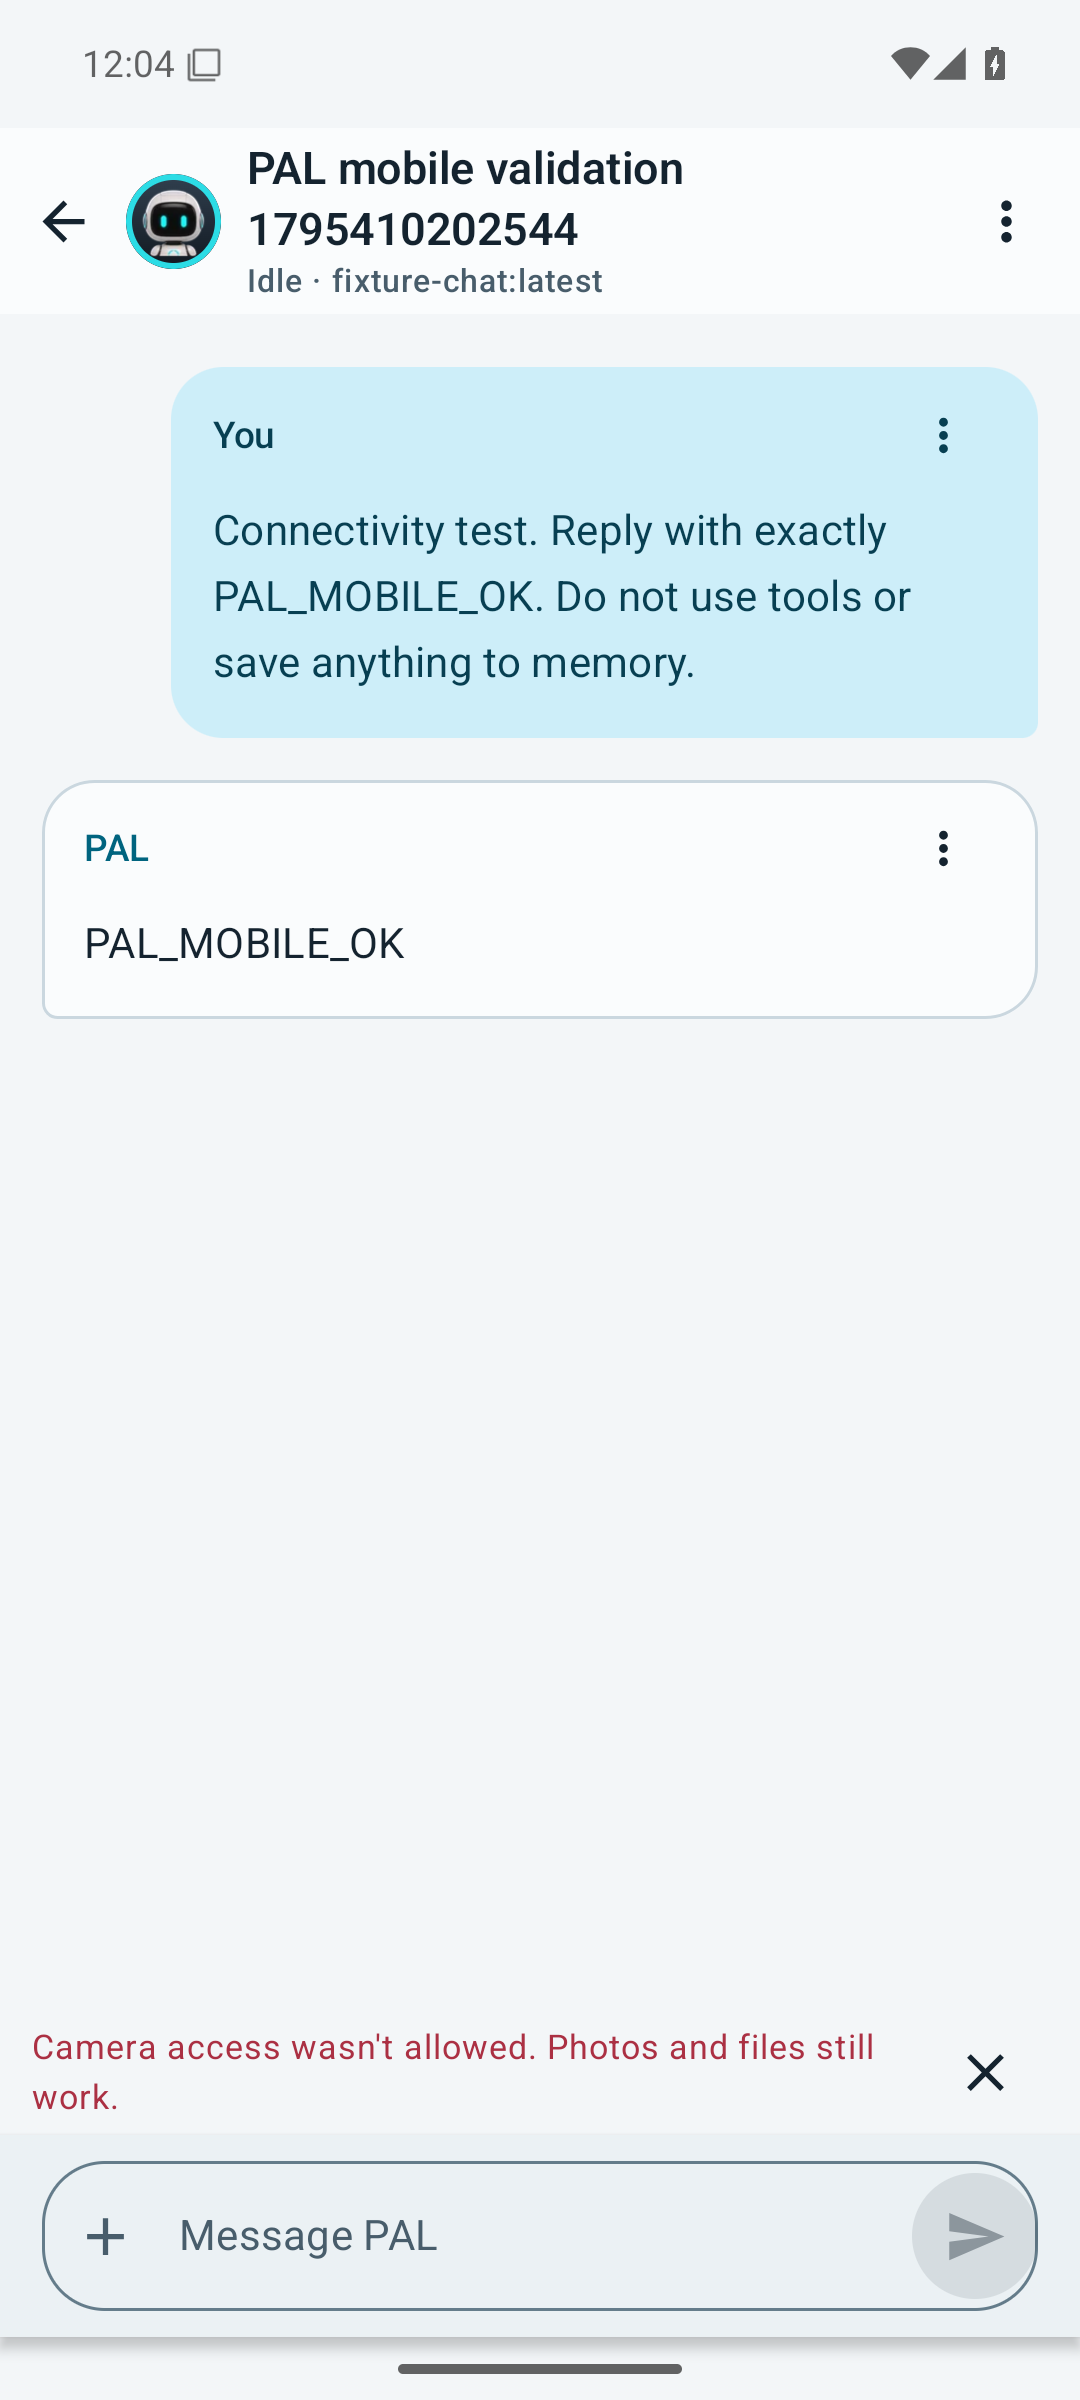 12:04
PAL mobile validation
1795410202544
Idle · fixture-chat:latest
You
Connectivity test. Reply with exactly
PAL_MOBILE_OK. Do not use tools or
save anything to memory.
PAL
PAL_MOBILE_OK
Camera access wasn't allowed. Photos and files still
work.
Message PAL